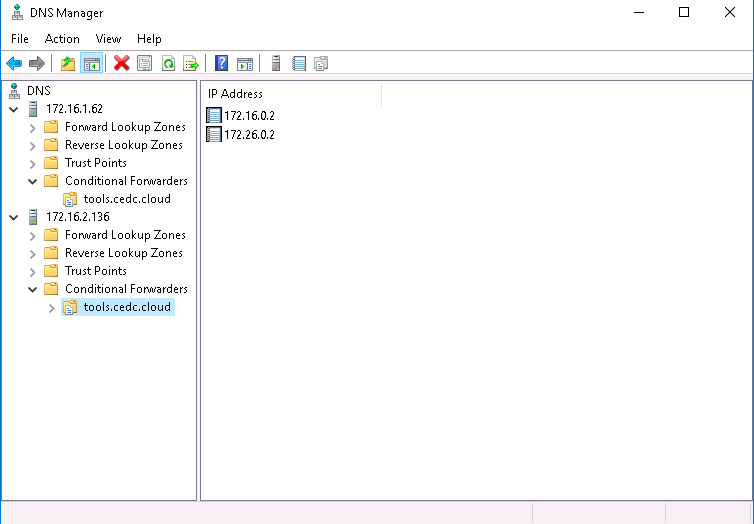 DNS Manager
File Action View Help
DNS
172.16.1.62
Forward Lookup Zones
Reverse Lookup Zones
Trust Points
Conditional Forwarders
tools.cedc.cloud
172.16.2.136
Forward Lookup Zones
Reverse Lookup Zones
Trust Points
Conditional Forwarders
tools.cedc.cloud
IP Address
172.16.0.2
172.26.0.2